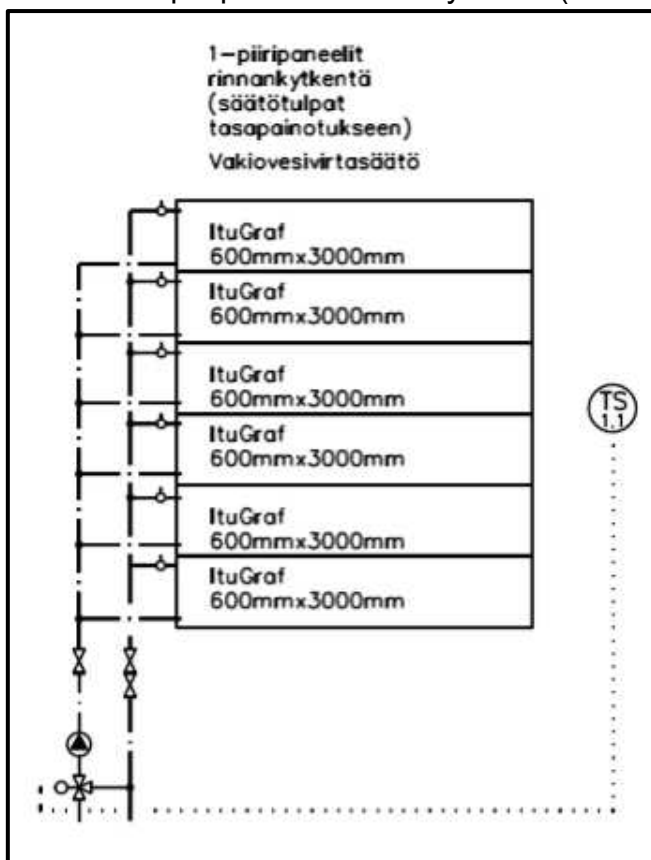 1-piiripaneelit
rinnankytkentä
(säätötulpat
tasapainotukseen)
Vakiovesivirtasäätö
ItuGraf
600mmx3000mm
ItuGraf
600mmx3000mm
ItuGraf
600mmx3000mm
ItuGraf
600mmx3000mm
ItuGraf
600mmx3000mm
ItuGraf
600mmx3000mm
TS
1.1